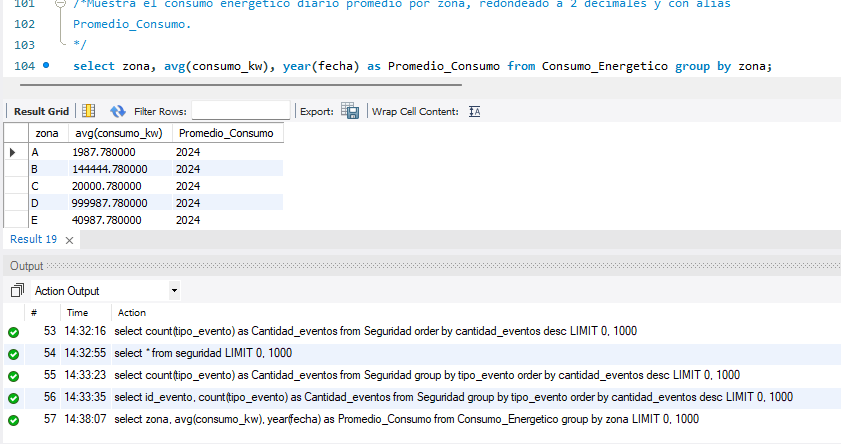 101 /*Muestra el consumo energético diario promedio por zona, redondeado a 2 decimales y con alias
102 Promedio_Consumo.
103 */
104 select zona, avg(consumo_kw), year(fecha) as Promedio_Consumo from Consumo_Energetico group by zona;
Result Grid Filter Rows: Export: Wrap Cell Content: IA
zona avg(consumo_kw) Promedio_Consumo
A 1987.780000 2024
B 144444.780000 2024
C 20000.780000 2024
D 999987.780000 2024
E 40987.780000 2024
Result 19
Output
Action Output
# Time Action
53 14:32:16 select count(tipo_evento) as Cantidad_eventos from Seguridad order by cantidad_eventos desc LIMIT 0, 1000
54 14:32:55 select * from seguridad LIMIT 0, 1000
55 14:33:23 select count(tipo_evento) as Cantidad_eventos from Seguridad group by tipo_evento order by cantidad_eventos desc LIMIT 0, 1000
56 14:33:35 select id_evento, count(tipo_evento) as Cantidad_eventos from Seguridad group by tipo_evento order by cantidad_eventos desc LIMIT 0, 1000
57 14:38:07 select zona, avg(consumo_kw), year(fecha) as Promedio_Consumo from Consumo_Energetico group by zona LIMIT 0, 1000